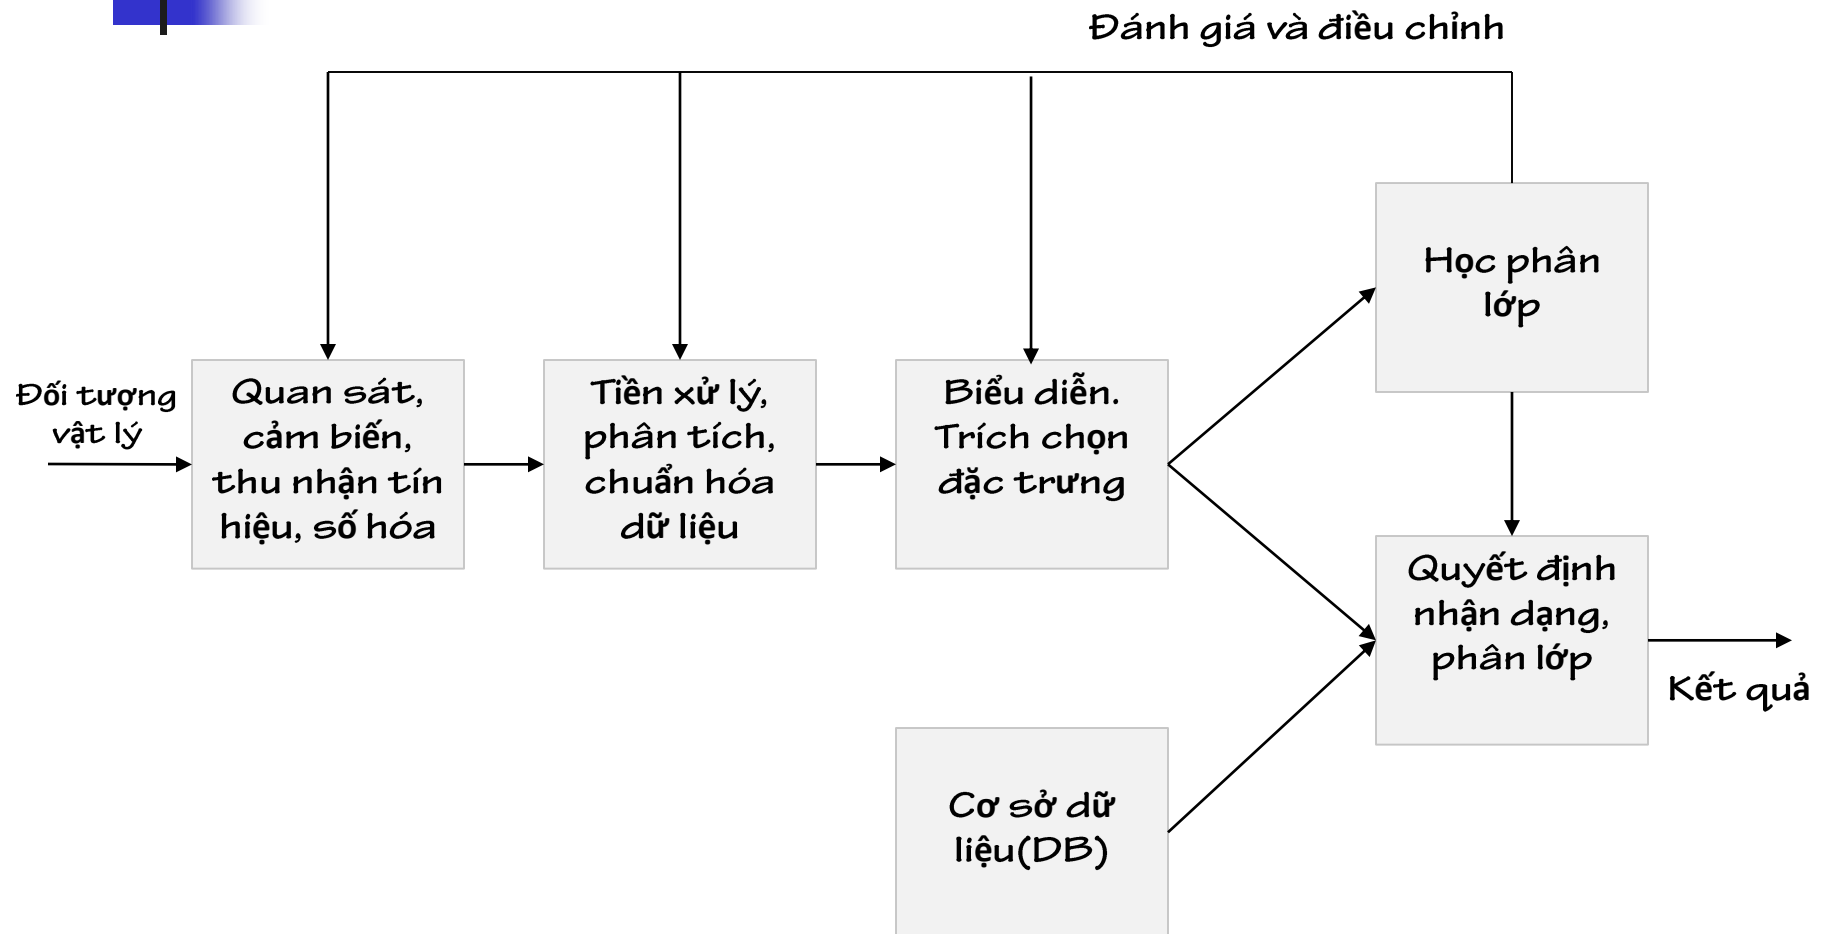 Đánh giá và điều chỉnh
Học phân
lớp
Đối tượng
vật lý
Quan sát,
cảm biến,
thu nhận tín
hiệu, số hóa
Tiền xử lý,
phân tích,
chuẩn hóa
dữ liệu
Biểu diễn.
Trích chọn
đặc trưng
Quyết định
nhận dạng,
phân lớp
Kết quả
Cơ sở dữ
liệu(DB)